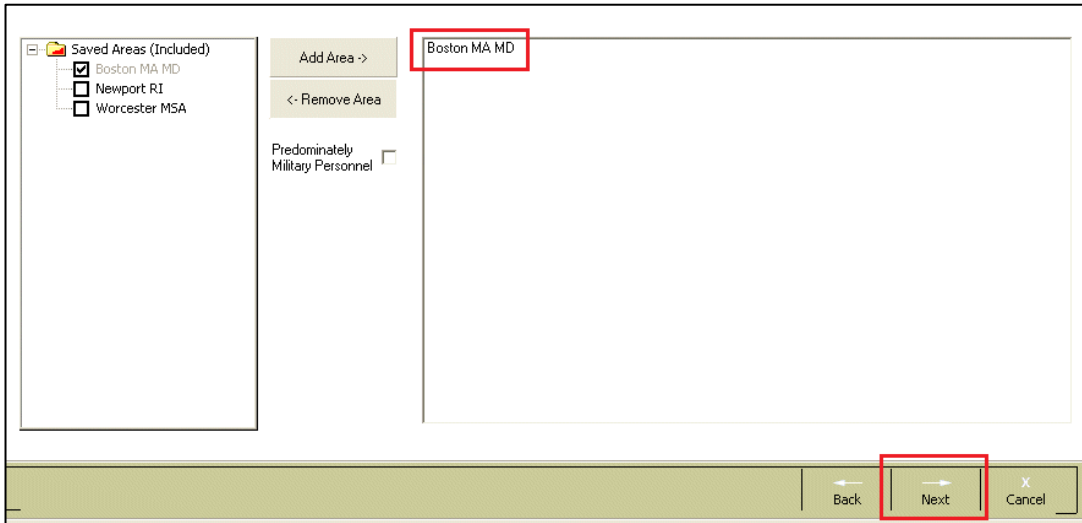 Saved Areas (Included)
Boston MA MD
Newport RI
Worcester MSA
Add Area ->
<- Remove Area
Predominately
Military Personnel
Boston MA MD
Back
Next
X
Cancel